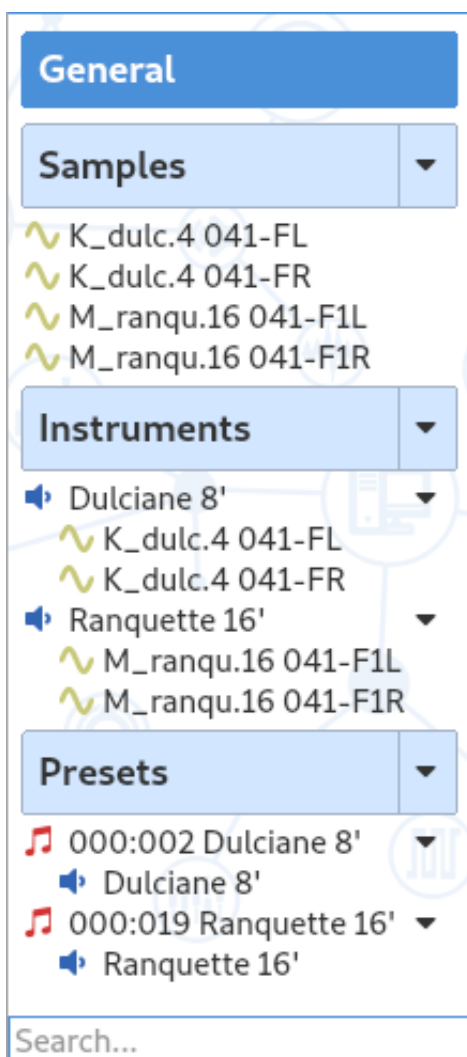 General
Samples
K_dulc.4 041-FL
K_dulc.4 041-FR
M_ranqu.16 041-F1L
M_ranqu.16 041-F1R
Instruments
Dulciane 8'
K_dulc.4 041-FL
K_dulc.4 041-FR
Ranquette 16'
M_ranqu.16 041-F1L
M_ranqu.16 041-F1R
Presets
000:002 Dulciane 8'
Dulciane 8'
000:019 Ranquette 16'
Ranquette 16'
Search...